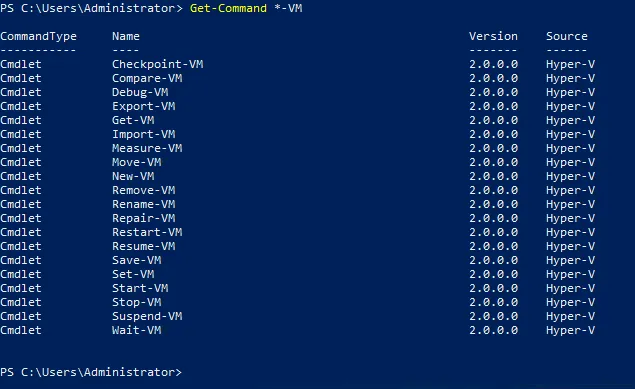 PS C:\Users\Administrator> Get-Command *-VM
CommandType Name Version Source
----------- ---- ------- ------
Cmdlet Checkpoint-VM 2.0.0.0 Hyper-V
Cmdlet Compare-VM 2.0.0.0 Hyper-V
Cmdlet Debug-VM 2.0.0.0 Hyper-V
Cmdlet Export-VM 2.0.0.0 Hyper-V
Cmdlet Get-VM 2.0.0.0 Hyper-V
Cmdlet Import-VM 2.0.0.0 Hyper-V
Cmdlet Measure-VM 2.0.0.0 Hyper-V
Cmdlet Move-VM 2.0.0.0 Hyper-V
Cmdlet New-VM 2.0.0.0 Hyper-V
Cmdlet Remove-VM 2.0.0.0 Hyper-V
Cmdlet Rename-VM 2.0.0.0 Hyper-V
Cmdlet Repair-VM 2.0.0.0 Hyper-V
Cmdlet Restart-VM 2.0.0.0 Hyper-V
Cmdlet Resume-VM 2.0.0.0 Hyper-V
Cmdlet Save-VM 2.0.0.0 Hyper-V
Cmdlet Set-VM 2.0.0.0 Hyper-V
Cmdlet Start-VM 2.0.0.0 Hyper-V
Cmdlet Stop-VM 2.0.0.0 Hyper-V
Cmdlet Suspend-VM 2.0.0.0 Hyper-V
Cmdlet Wait-VM 2.0.0.0 Hyper-V
PS C:\Users\Administrator>